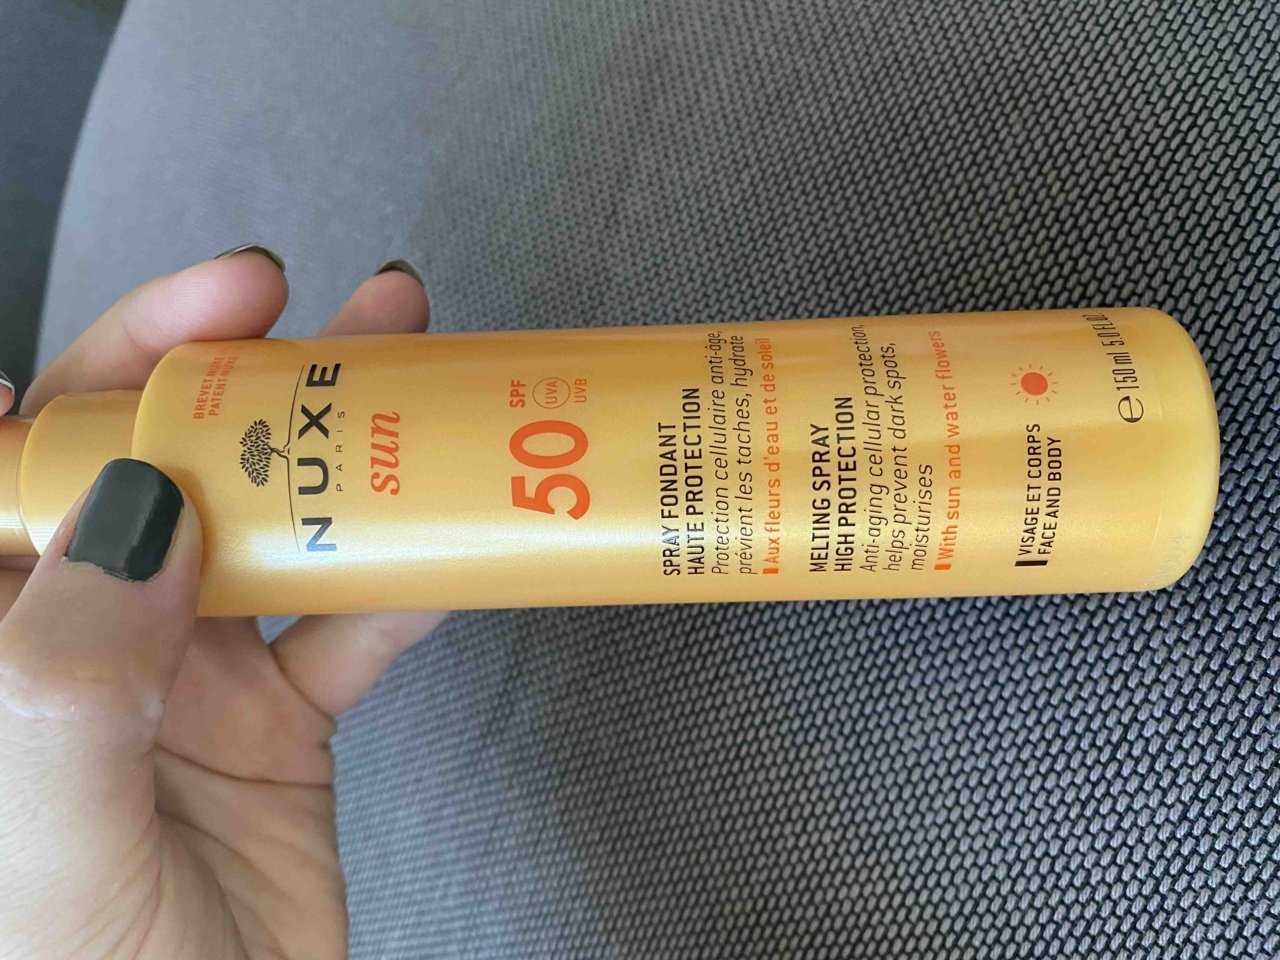 BREVET NUXE
PATENT NUXE
NUXE
PARIS
sun
50 SPF
UVA
UVB
SPRAY FONDANT
HAUTE PROTECTION
Protection cellulaire anti-âge,
prévient les taches, hydrate
Aux fleurs d'eau et de soleil
MELTING SPRAY
HIGH PROTECTION
Anti-aging cellular protection,
helps prevent dark spots,
moisturises
With sun and water flowers
VISAGE ET CORPS
FACE AND BODY
℮ 150 ml 5.0 FL.OZ